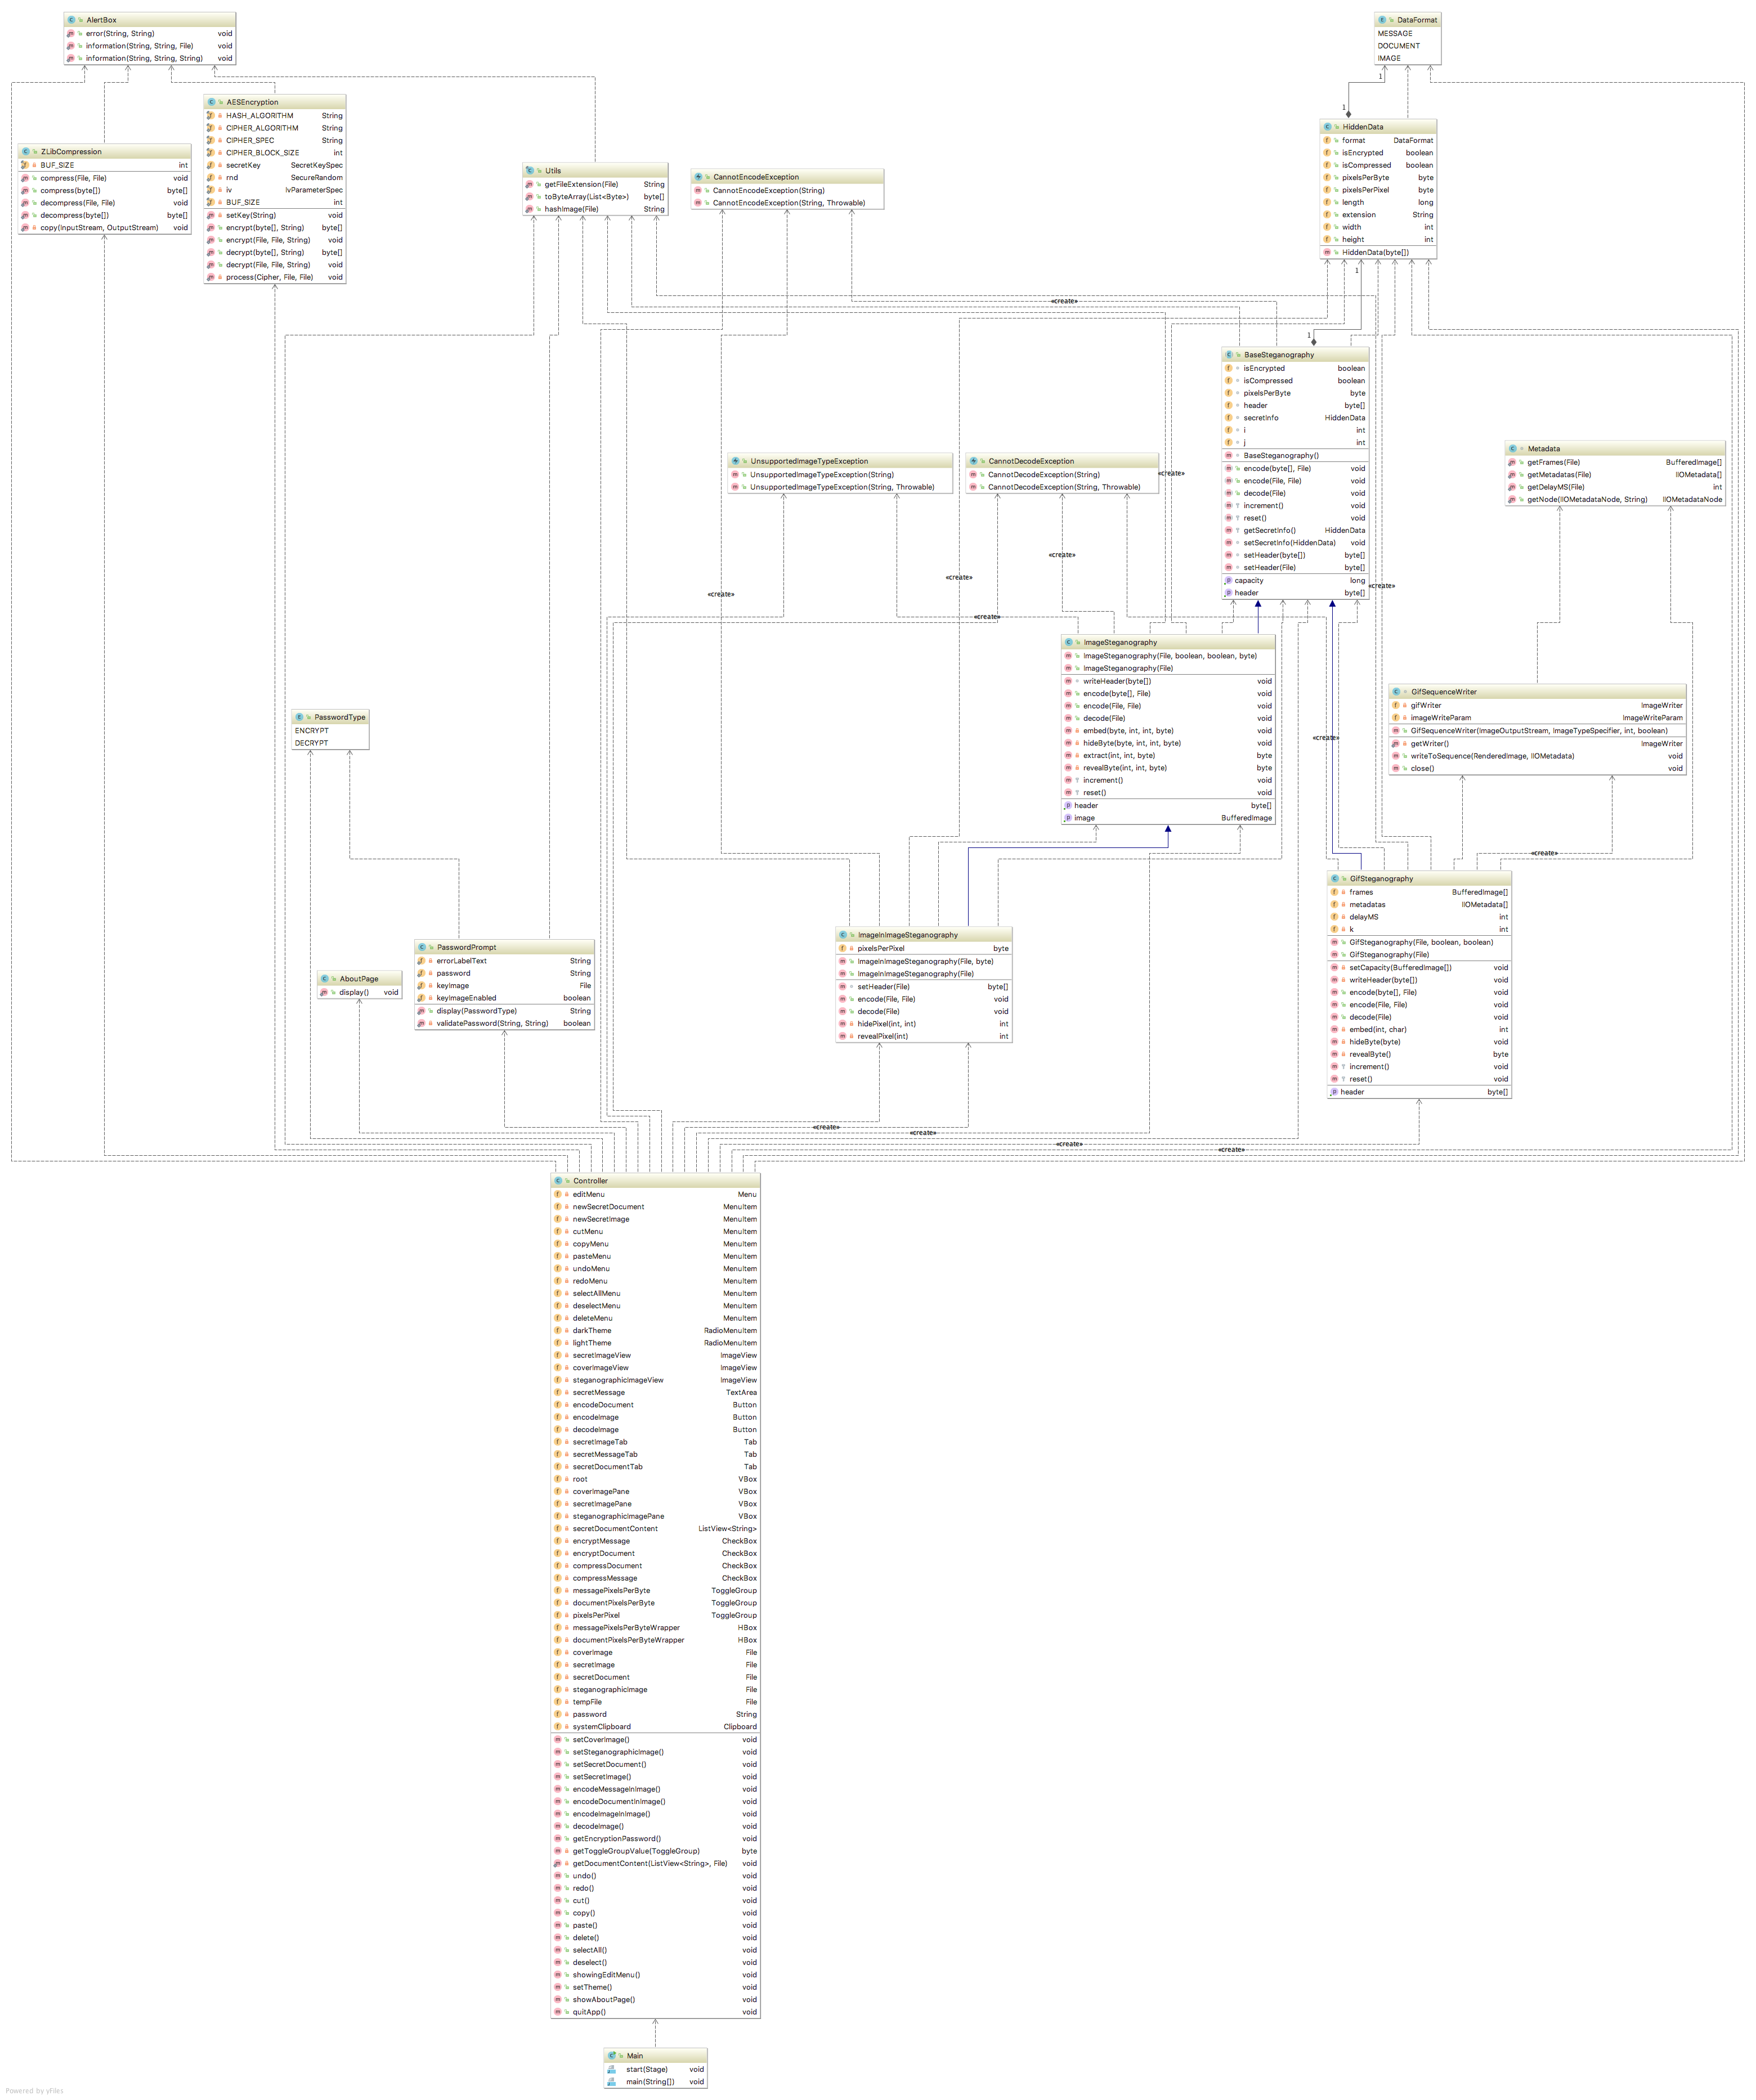 AlertBox
error(String, String) void
information(String, String, File) void
information(String, String, String) void
DataFormat
MESSAGE
DOCUMENT
IMAGE
1
1
AESEncryption
HASH_ALGORITHM String
CIPHER_ALGORITHM String
CIPHER_SPEC String
CIPHER_BLOCK_SIZE int
secretKey SecretKeySpec
rnd SecureRandom
iv IvParameterSpec
BUF_SIZE int
setKey(String) void
encrypt(byte[], String) byte[]
encrypt(File, File, String) void
decrypt(byte[], String) byte[]
decrypt(File, File, String) void
process(Cipher, File, File) void
ZLibCompression
BUF_SIZE int
compress(File, File) void
compress(byte[]) byte[]
decompress(File, File) void
decompress(byte[]) byte[]
copy(InputStream, OutputStream) void
Utils
getFileExtension(File) String
toByteArray(List<Byte>) byte[]
hashImage(File) String
CannotEncodeException
CannotEncodeException(String)
CannotEncodeException(String, Throwable)
HiddenData
format DataFormat
isEncrypted boolean
isCompressed boolean
pixelsPerByte byte
pixelsPerPixel byte
length long
extension String
width int
height int
HiddenData(byte[])
1
«create»
1
BaseSteganography
isEncrypted boolean
isCompressed boolean
pixelsPerByte byte
header byte[]
secretInfo HiddenData
i int
j int
BaseSteganography()
encode(byte[], File) void
encode(File, File) void
decode(File) void
increment() void
reset() void
getSecretInfo() HiddenData
setSecretInfo(HiddenData) void
setHeader(byte[]) byte[]
setHeader(File) byte[]
capacity long
header byte[]
UnsupportedImageTypeException
UnsupportedImageTypeException(String)
UnsupportedImageTypeException(String, Throwable)
CannotDecodeException
CannotDecodeException(String)
CannotDecodeException(String, Throwable)
«create»
Metadata
getFrames(File) BufferedImage[]
getMetadatas(File) IIOMetadata[]
getDelayMS(File) int
getNode(IIOMetadataNode, String) IIOMetadataNode
«create»
«create»
«create»
«create»
«create»
ImageSteganography
ImageSteganography(File, boolean, boolean, byte)
ImageSteganography(File)
writeHeader(byte[]) void
encode(byte[], File) void
encode(File, File) void
decode(File) void
embed(byte, int, int, byte) void
hideByte(byte, int, int, byte) void
extract(int, int, byte) byte
revealByte(int, int, byte) byte
increment() void
reset() void
header byte[]
image BufferedImage
GifSequenceWriter
gifWriter ImageWriter
imageWriteParam ImageWriteParam
GifSequenceWriter(ImageOutputStream, ImageTypeSpecifier, int, boolean)
getWriter() ImageWriter
writeToSequence(RenderedImage, IIOMetadata) void
close() void
PasswordType
ENCRYPT
DECRYPT
«create»
«create»
GifSteganography
frames BufferedImage[]
metadatas IIOMetadata[]
delayMS int
k int
GifSteganography(File, boolean, boolean)
GifSteganography(File)
setCapacity(BufferedImage[]) void
writeHeader(byte[]) void
encode(byte[], File) void
encode(File, File) void
decode(File) void
embed(int, char) int
hideByte(byte) void
revealByte() byte
increment() void
reset() void
header byte[]
ImageInImageSteganography
pixelsPerPixel byte
ImageInImageSteganography(File, byte)
ImageInImageSteganography(File)
setHeader(File) byte[]
encode(File, File) void
decode(File) void
hidePixel(int, int) int
revealPixel(int) int
PasswordPrompt
errorLabelText String
password String
keyImage File
keyImageEnabled boolean
display(PasswordType) String
validatePassword(String, String) boolean
AboutPage
display() void
«create»
«create»
«create»
«create»
Controller
editMenu Menu
newSecretDocument MenuItem
newSecretImage MenuItem
cutMenu MenuItem
copyMenu MenuItem
pasteMenu MenuItem
undoMenu MenuItem
redoMenu MenuItem
selectAllMenu MenuItem
deselectMenu MenuItem
deleteMenu MenuItem
darkTheme RadioMenuItem
lightTheme RadioMenuItem
secretImageView ImageView
coverImageView ImageView
steganographicImageView ImageView
secretMessage TextArea
encodeDocument Button
encodeImage Button
decodeImage Button
secretImageTab Tab
secretMessageTab Tab
secretDocumentTab Tab
root VBox
coverImagePane VBox
secretImagePane VBox
steganographicImagePane VBox
secretDocumentContent ListView<String>
encryptMessage CheckBox
encryptDocument CheckBox
compressDocument CheckBox
compressMessage CheckBox
messagePixelsPerByte ToggleGroup
documentPixelsPerByte ToggleGroup
pixelsPerPixel ToggleGroup
messagePixelsPerByteWrapper HBox
documentPixelsPerByteWrapper HBox
coverImage File
secretImage File
secretDocument File
steganographicImage File
tempFile File
password String
systemClipboard Clipboard
setCoverImage() void
setSteganographicImage() void
setSecretDocument() void
setSecretImage() void
encodeMessageInImage() void
encodeDocumentInImage() void
encodeImageInImage() void
decodeImage() void
getEncryptionPassword() void
getToggleGroupValue(ToggleGroup) byte
getDocumentContent(ListView<String>, File) void
undo() void
redo() void
cut() void
copy() void
paste() void
delete() void
selectAll() void
deselect() void
showingEditMenu() void
setTheme() void
showAboutPage() void
quitApp() void
Main
start(Stage) void
main(String[]) void
Powered by yFiles